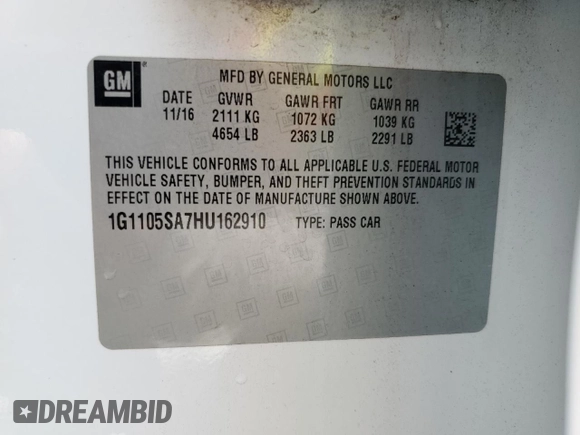 GM
MFD BY GENERAL MOTORS LLC
DATE GVWR GAWR FRT GAWR RR
11/16 2111 KG 1072 KG 1039 KG
4654 LB 2363 LB 2291 LB
THIS VEHICLE CONFORMS TO ALL APPLICABLE U.S. FEDERAL MOTOR
VEHICLE SAFETY, BUMPER, AND THEFT PREVENTION STANDARDS IN
EFFECT ON THE DATE OF MANUFACTURE SHOWN ABOVE.
1G1105SA7HU162910 TYPE: PASS CAR
DREAMBID